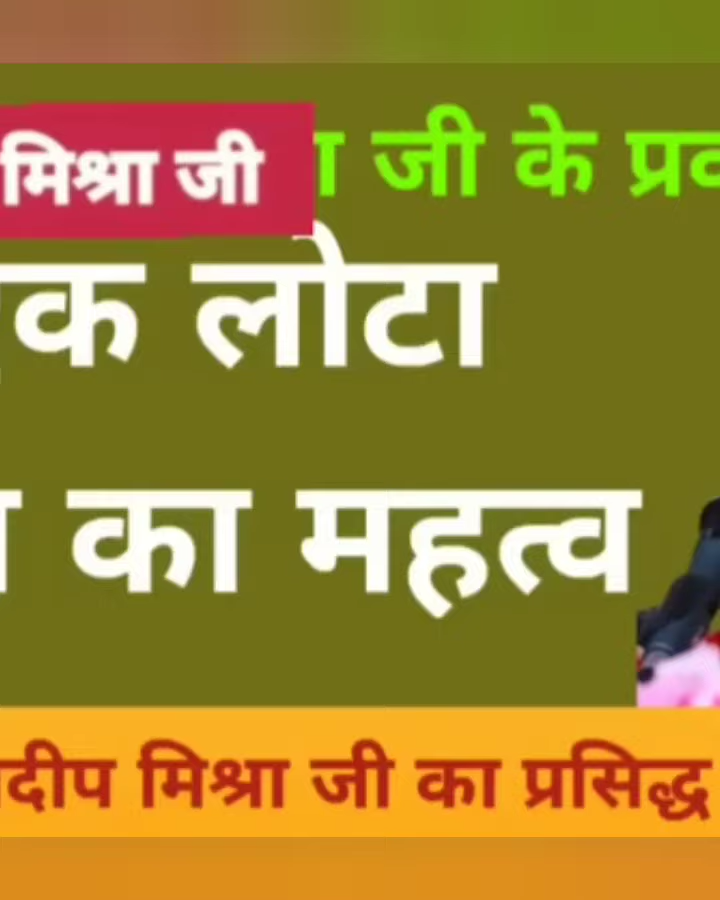 मिश्रा जी
जी के
लोटा
का महत्व
मिश्रा जी का प्रसिद्ध